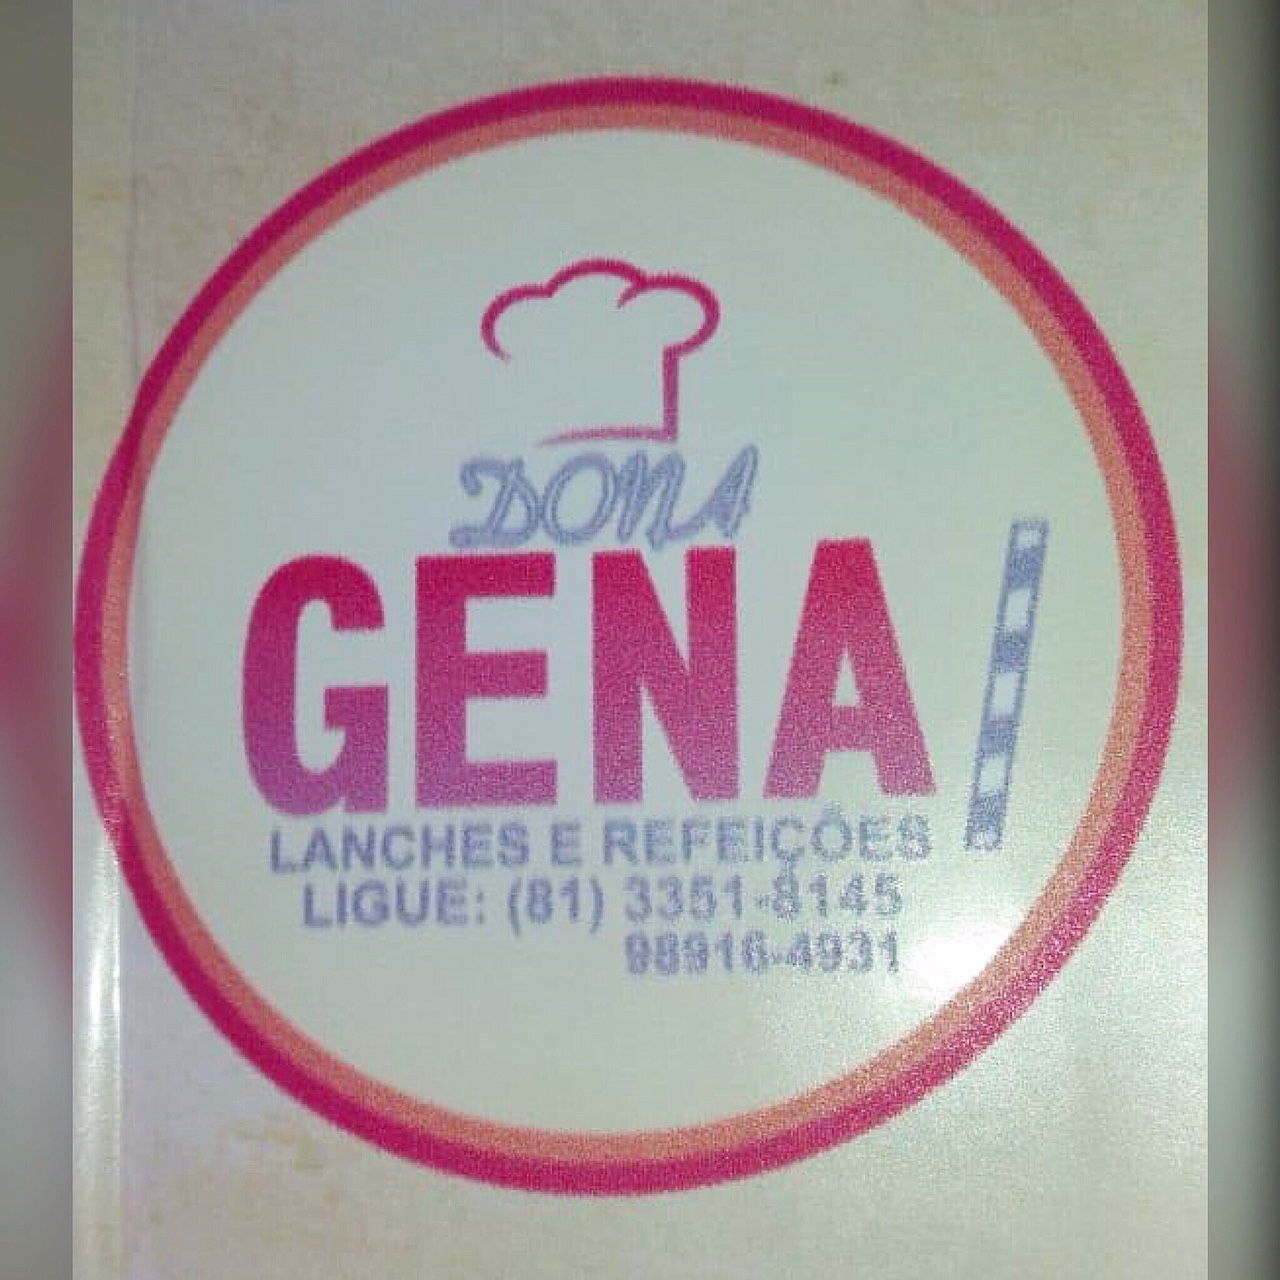 DONA
GENA
LANCHES E REFEIÇÕES
LIGUE: (81) 3351-8145
98916-4931